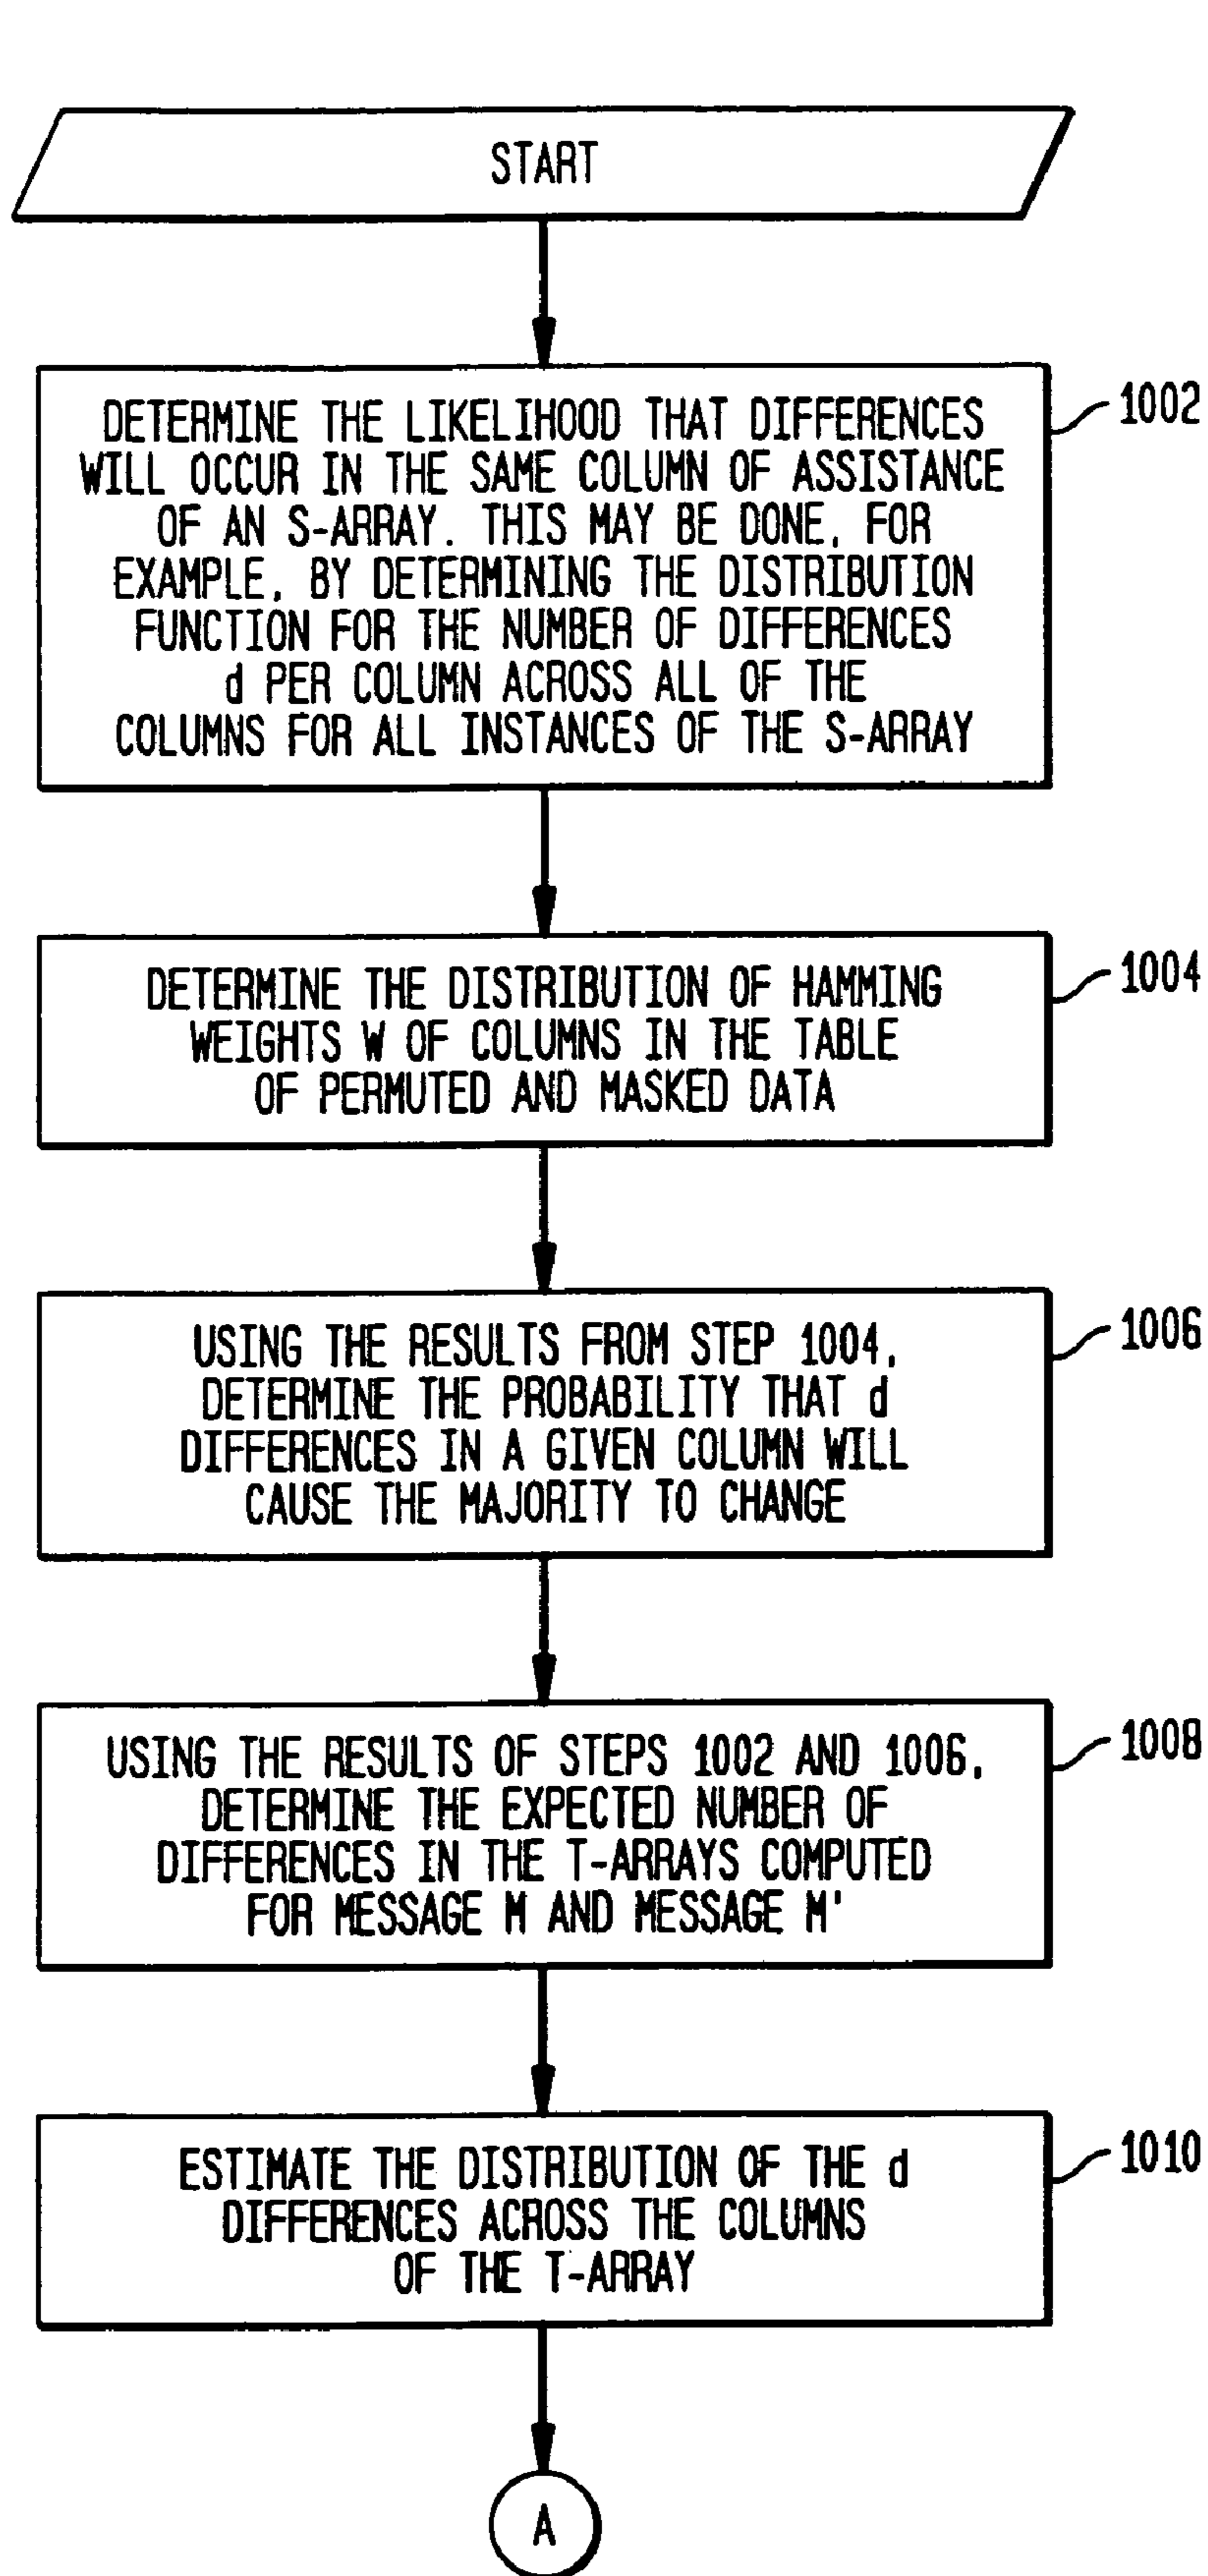 START
1002
DETERMINE THE LIKELIHOOD THAT DIFFERENCES
WILL OCCUR IN THE SAME COLUMN OF ASSISTANCE
OF AN S-ARRAY. THIS MAY BE DONE, FOR
EXAMPLE, BY DETERMINING THE DISTRIBUTION
FUNCTION FOR THE NUMBER OF DIFFERENCES
d PER COLUMN ACROSS ALL OF THE
COLUMNS FOR ALL INSTANCES OF THE S-ARRAY
1004
DETERMINE THE DISTRIBUTION OF HAMMING
WEIGHTS W OF COLUMNS IN THE TABLE
OF PERMUTED AND MASKED DATA
1006
USING THE RESULTS FROM STEP 1004,
DETERMINE THE PROBABILITY THAT d
DIFFERENCES IN A GIVEN COLUMN WILL
CAUSE THE MAJORITY TO CHANGE
1008
USING THE RESULTS OF STEPS 1002 AND 1006,
DETERMINE THE EXPECTED NUMBER OF
DIFFERENCES IN THE T-ARRAYS COMPUTED
FOR MESSAGE M AND MESSAGE M'
1010
ESTIMATE THE DISTRIBUTION OF THE d
DIFFERENCES ACROSS THE COLUMNS
OF THE T-ARRAY
A